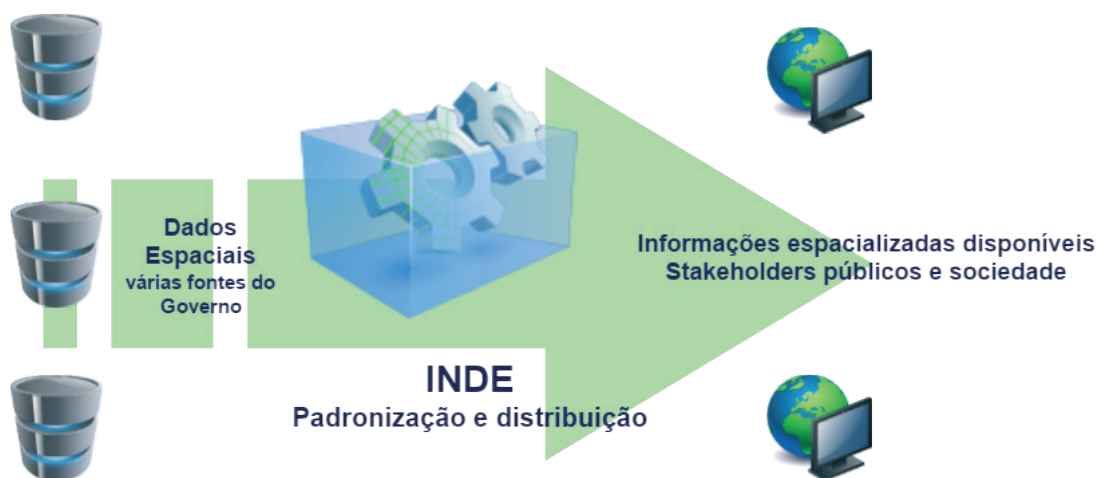 Dados
Espaciais
várias fontes do
Governo
INDE
Padronização e distribuição
Informações espacializadas disponíveis
Stakeholders públicos e sociedade